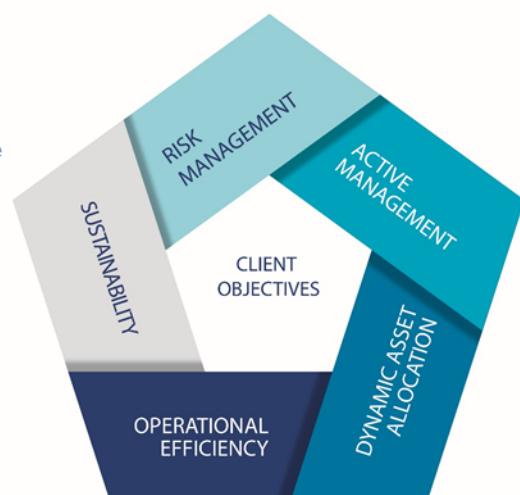 RISK
MANAGEMENT
ACTIVE
MANAGEMENT
SUSTAINABILITY
CLIENT
OBJECTIVES
DYNAMIC ASSET
ALLOCATION
OPERATIONAL
EFFICIENCY